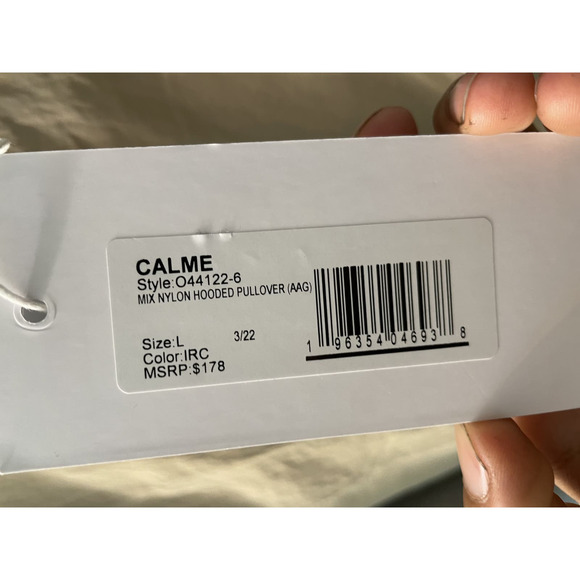 CALME
Style:O44122-6
MIX NYLON HOODED PULLOVER (AAG)
Size:L 3/22
Color:IRC
MSRP:$178
1 96354 04693 8